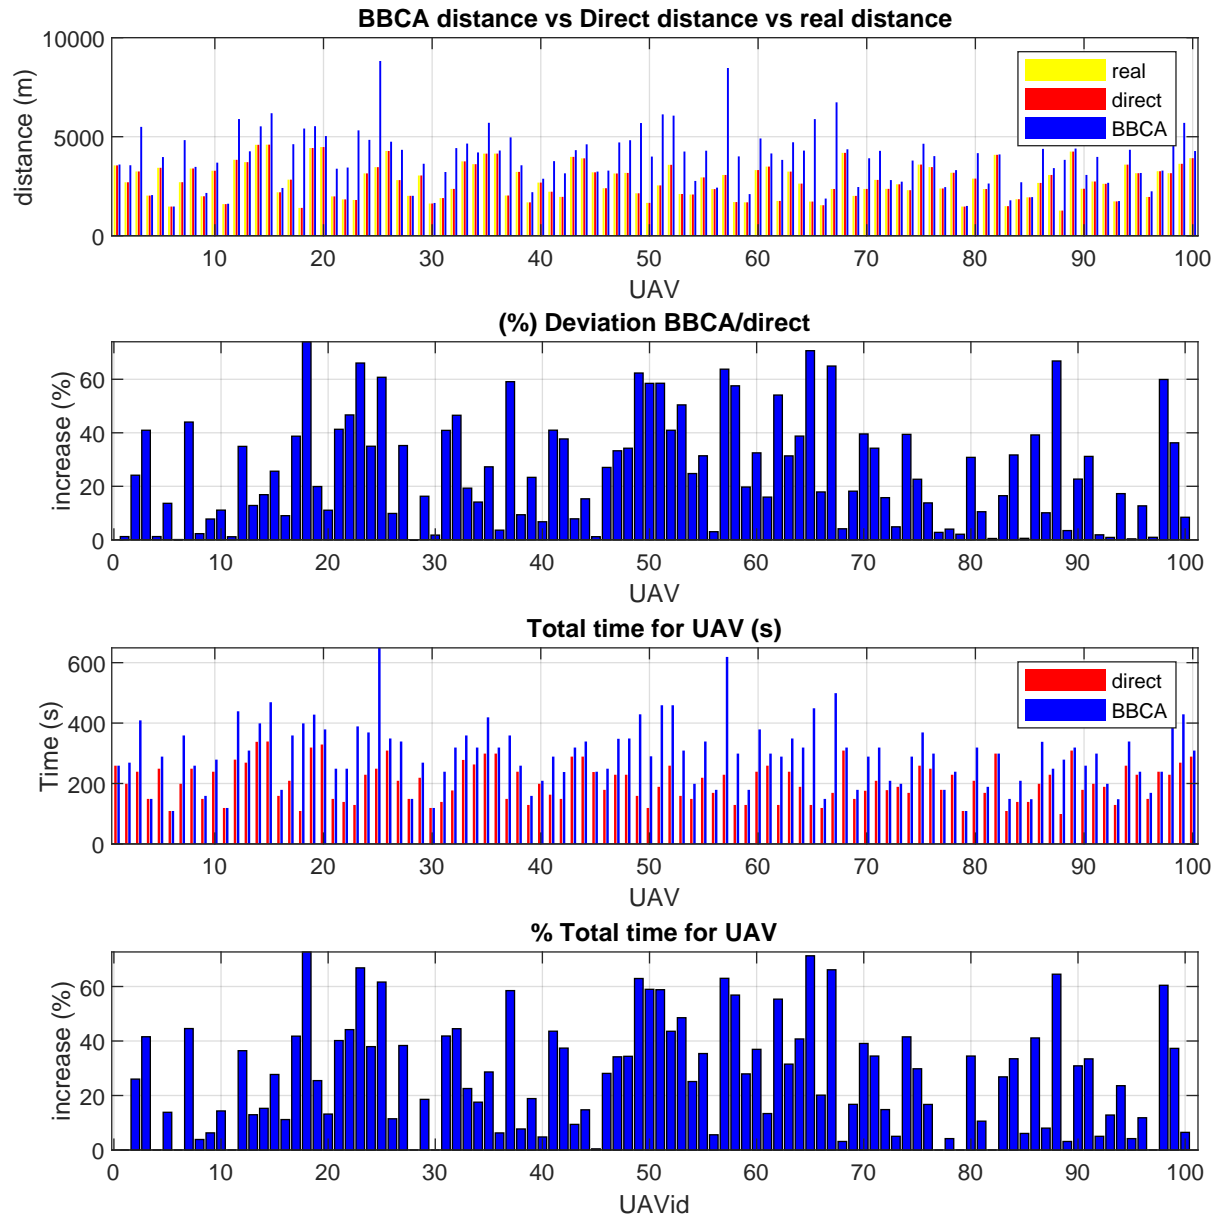 BBCA distance vs Direct distance vs real distance
10000
5000
0
distance (m)
real
direct
BBCA
10 20 30 40 50 60 70 80 90 100
UAV
(%) Deviation BBCA/direct
60
40
20
0
increase (%)
0 10 20 30 40 50 60 70 80 90 100
UAV
Total time for UAV (s)
600
400
200
0
Time (s)
direct
BBCA
10 20 30 40 50 60 70 80 90 100
UAV
% Total time for UAV
60
40
20
0
increase (%)
0 10 20 30 40 50 60 70 80 90 100
UAVid